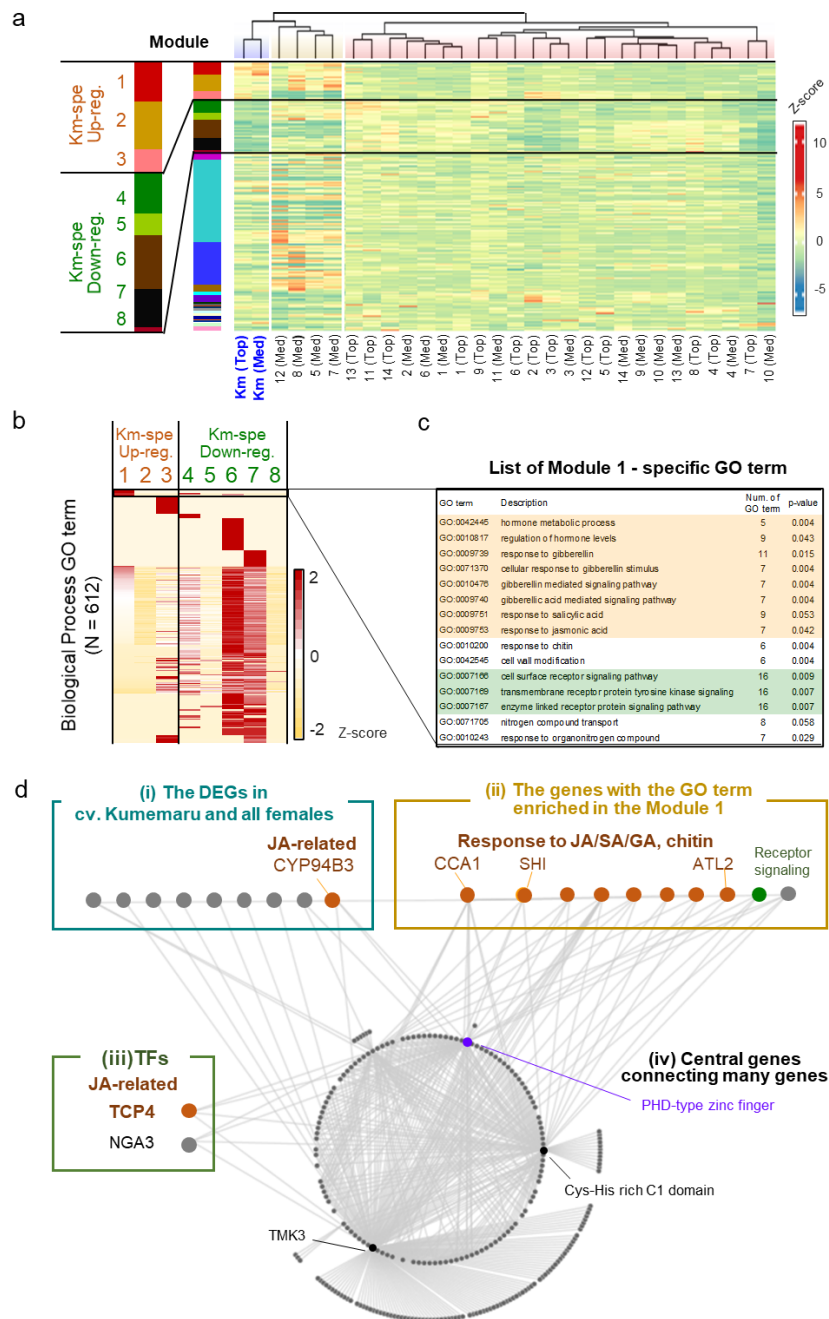 a
Module
Km-spe
Up-reg.
1
2
3
Km-spe
Down-reg.
4
5
6
7
8
Z-score
10
5
0
-5
Km (Top)
Km (Med)
12 (Med)
8 (Med)
5 (Med)
7 (Med)
13 (Top)
11 (Top)
14 (Top)
2 (Med)
6 (Med)
1 (Med)
1 (Top)
9 (Top)
11 (Med)
6 (Top)
2 (Top)
3 (Top)
3 (Med)
12 (Top)
5 (Top)
14 (Med)
9 (Med)
10 (Med)
13 (Med)
8 (Top)
4 (Top)
4 (Med)
7 (Top)
10 (Med)
b
Km-spe
Up-reg.
Km-spe
Down-reg.
1 2 3 4 5 6 7 8
Biological Process GO term
(N = 612)
2
0
-2
Z-score
c
List of Module 1 - specific GO term
GO term Description Num. of GO term p-value
GO:0042445 hormone metabolic process 5 0.004
GO:0010817 regulation of hormone levels 9 0.043
GO:0009739 response to gibberellin 11 0.015
GO:0071370 cellular response to gibberellin stimulus 7 0.004
GO:0010476 gibberellin mediated signaling pathway 7 0.004
GO:0009740 gibberellic acid mediated signaling pathway 7 0.004
GO:0009751 response to salicylic acid 9 0.053
GO:0009753 response to jasmonic acid 7 0.042
GO:0010200 response to chitin 6 0.004
GO:0042545 cell wall modification 6 0.004
GO:0007166 cell surface receptor signaling pathway 16 0.009
GO:0007169 transmembrane receptor protein tyrosine kinase signaling 16 0.007
GO:0007167 enzyme linked receptor protein signaling pathway 16 0.007
GO:0071705 nitrogen compound transport 8 0.058
GO:0010243 response to organonitrogen compound 7 0.029
d
(i) The DEGs in
cv. Kumemaru and all females
JA-related
CYP94B3
(ii) The genes with the GO term
enriched in the Module 1
Response to JA/SA/GA, chitin
CCA1
SHI
ATL2
Receptor
signaling
(iii)TFs
JA-related
TCP4
NGA3
(iv) Central genes
connecting many genes
PHD-type zinc finger
Cys-His rich C1 domain
TMK3